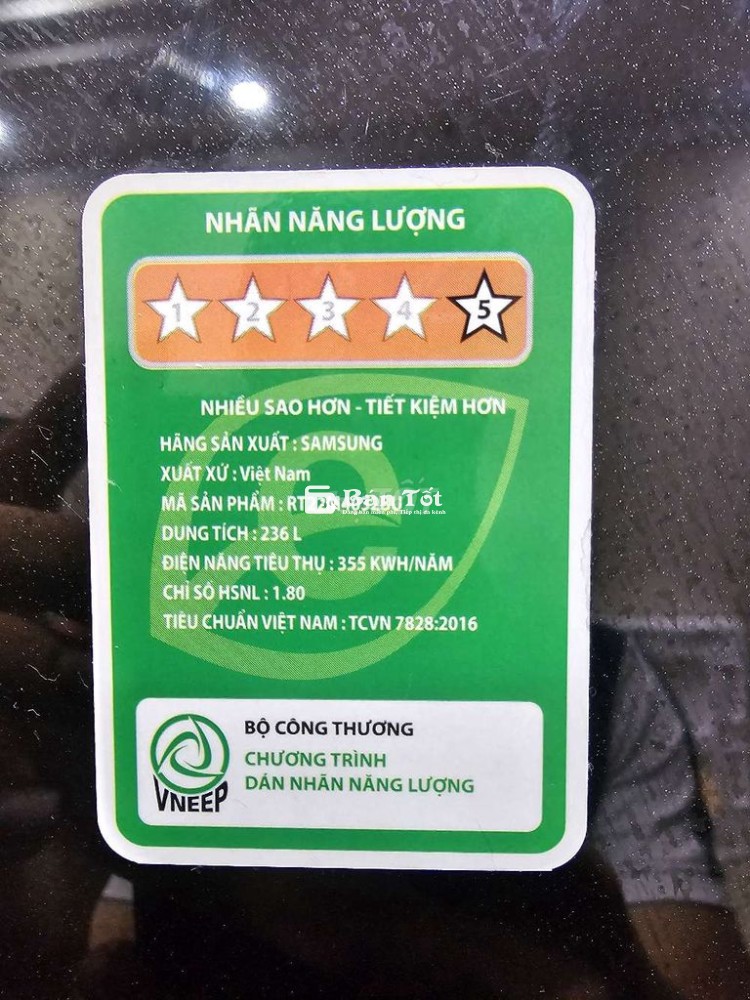 NHÃN NĂNG LƯỢNG
1 2 3 4 5
NHIỀU SAO HƠN - TIẾT KIỆM HƠN
HÃNG SẢN XUẤT : SAMSUNG
XUẤT XỨ : Việt Nam
MÃ SẢN PHẨM :
Bán Tốt
DUNG TÍCH : 236 L
ĐIỆN NĂNG TIÊU THỤ : 355 KWH/NĂM
CHỈ SỐ HSNL : 1.80
TIÊU CHUẨN VIỆT NAM : TCVN 7828:2016
BỘ CÔNG THƯƠNG
CHƯƠNG TRÌNH
DÁN NHÃN NĂNG LƯỢNG
VNEEP